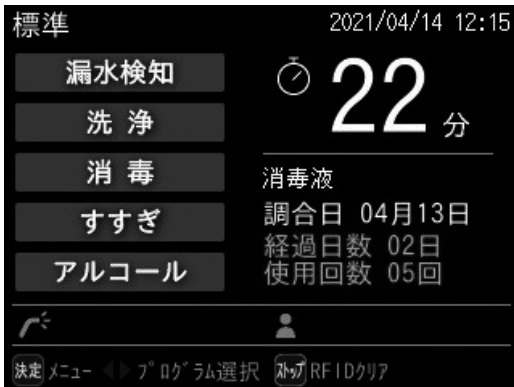 標準 2021/04/14 12:15
漏水検知
22分
洗浄
消毒
消毒液
すすぎ
調合日 04月13日
経過日数 02日
アルコール
使用回数 05回
決定 メニュー ◀▶ プログラム選択 ストップ RFIDクリア